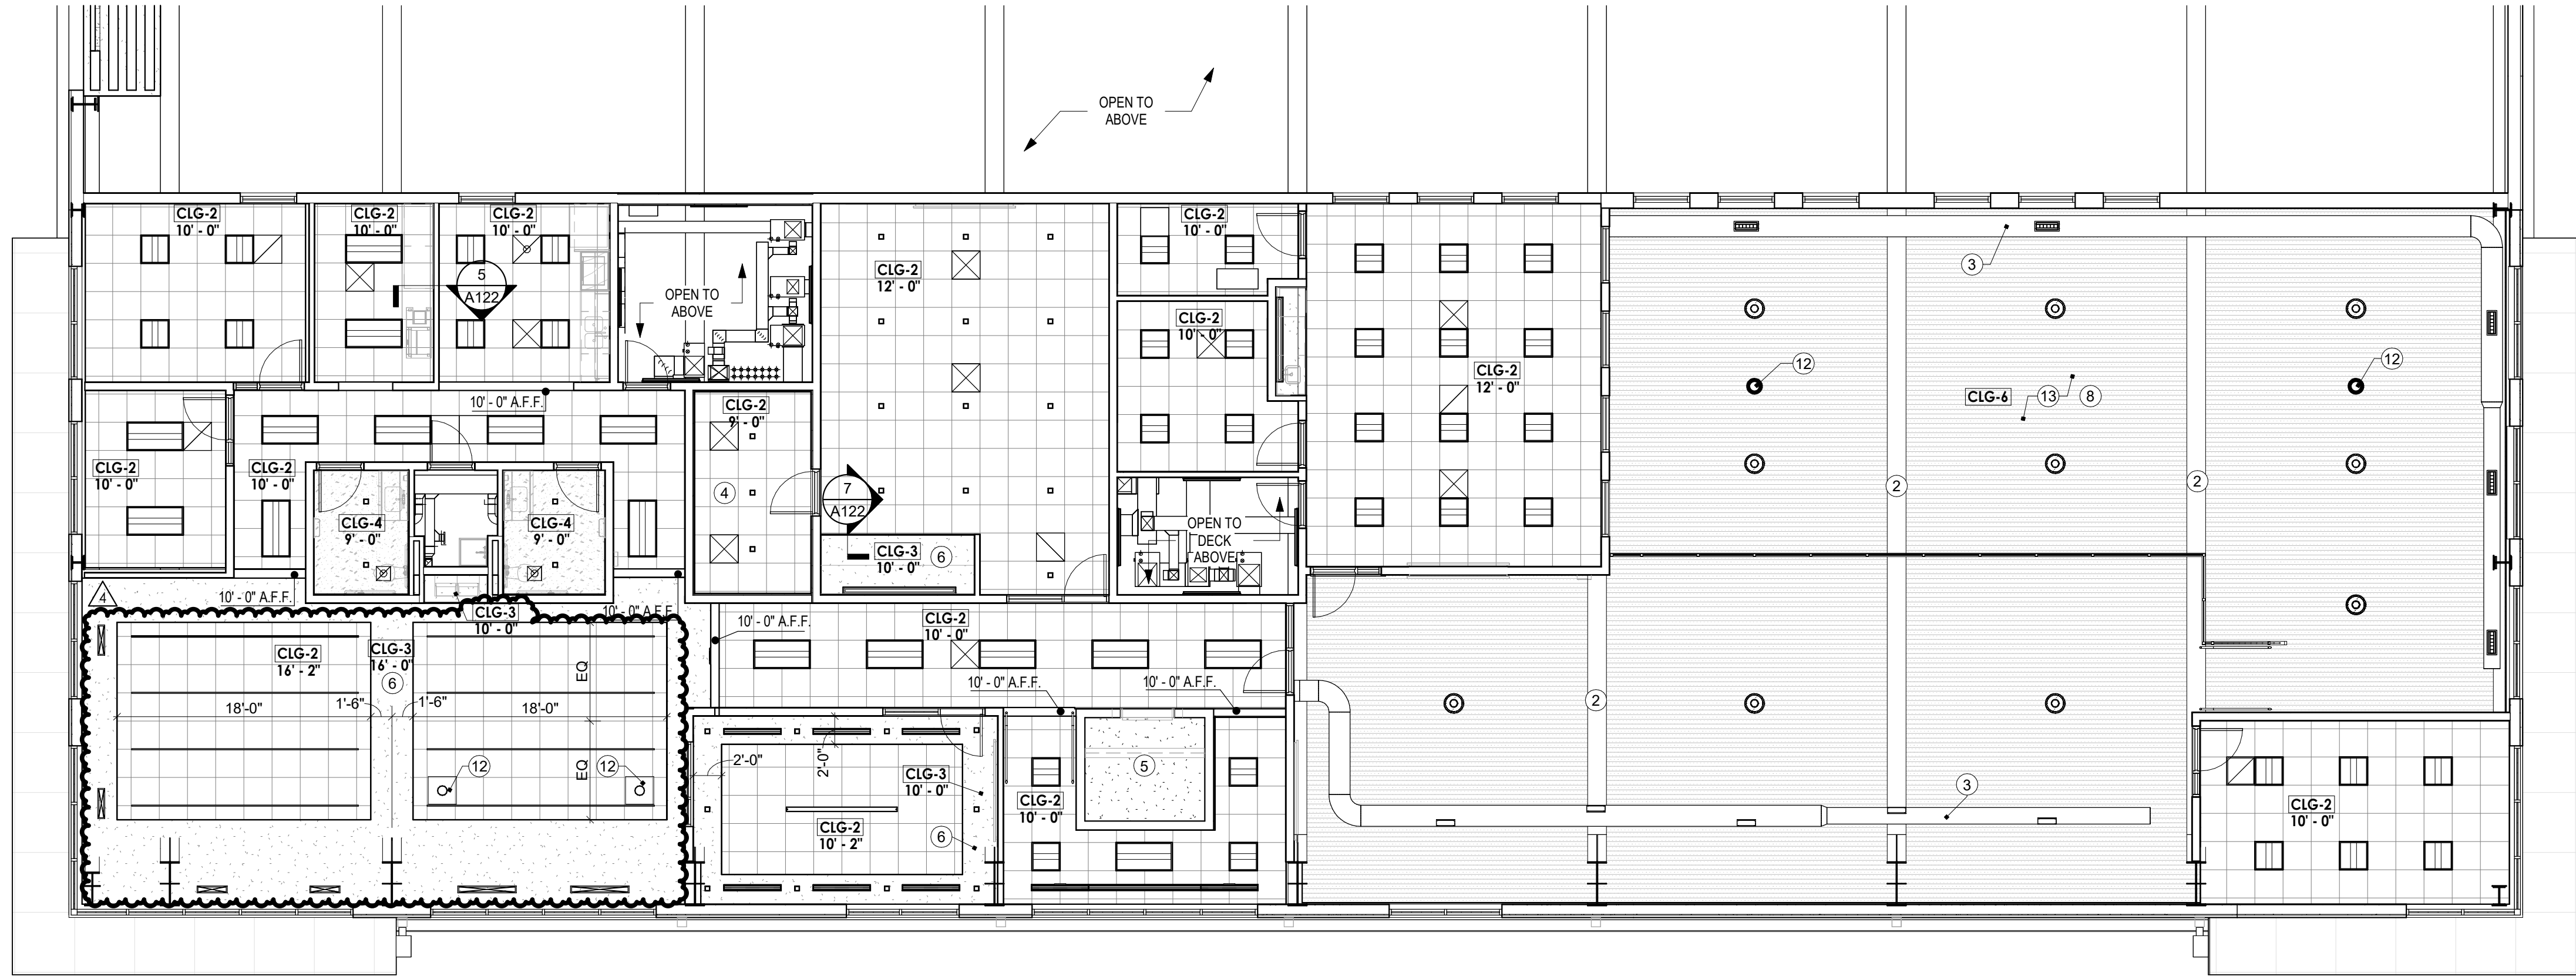 OPEN TO
ABOVE
CLG-2
10' - 0"
CLG-2
10' - 0"
CLG-2
10' - 0"
5
A122
OPEN TO
ABOVE
CLG-2
12' - 0"
CLG-2
10' - 0"
CLG-2
10' - 0"
CLG-2
12' - 0"
3
12
12
CLG-6
13
8
2
2
10' - 0" A.F.F.
CLG-2
9' - 0"
CLG-2
10' - 0"
CLG-2
10' - 0"
4
7
A122
CLG-4
9' - 0"
CLG-4
9' - 0"
OPEN TO
DECK
ABOVE
CLG-3
10' - 0"
6
4
10' - 0" A.F.F.
10' - 0" A.F.F.
CLG-3
10' - 0"
10' - 0" A.F.F.
CLG-2
10' - 0"
CLG-2
16' - 2"
CLG-3
16' - 0"
6
EQ
18'-0"
1'-6"
1'-6"
18'-0"
EQ
12
12
10' - 0" A.F.F.
10' - 0" A.F.F.
2
2'-0"
2'-0"
CLG-3
10' - 0"
CLG-2
10' - 2"
6
5
CLG-2
10' - 0"
3
CLG-2
10' - 0"